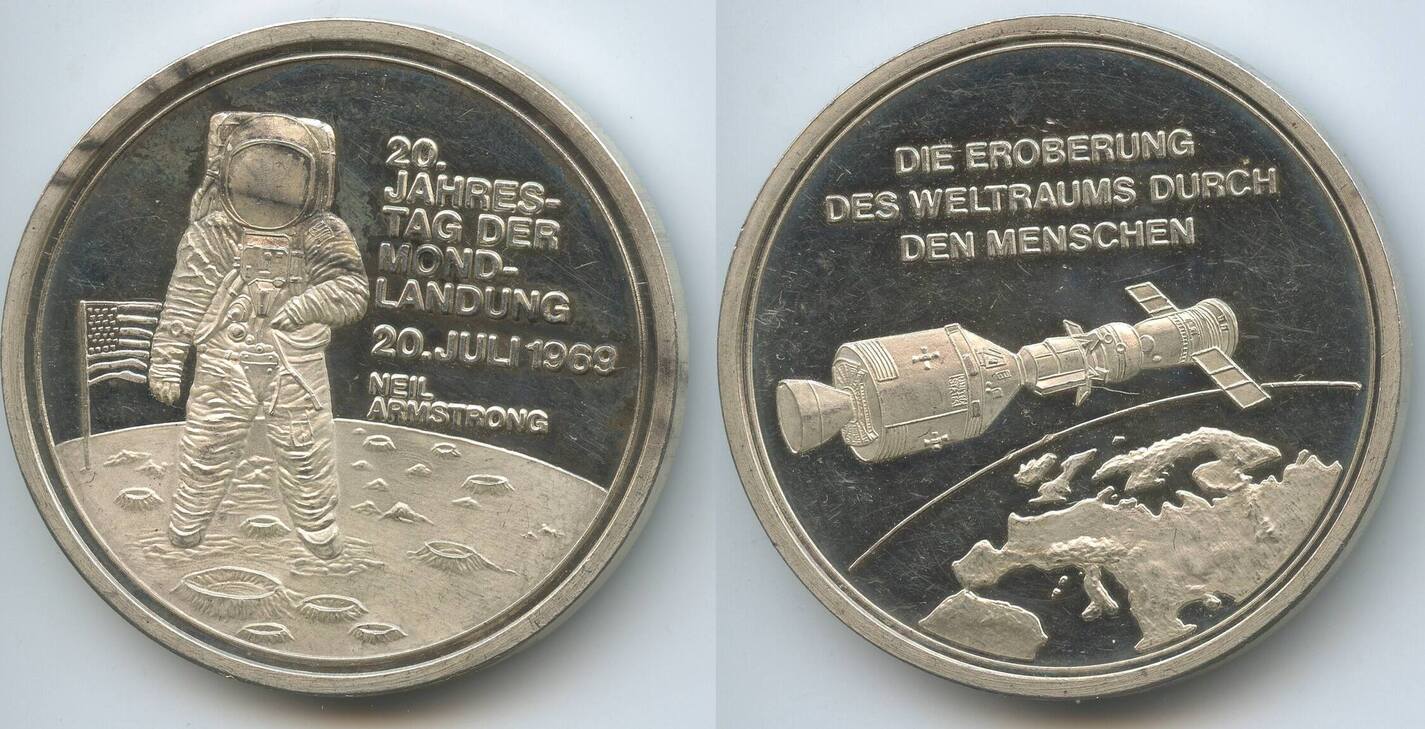 20.
JAHRES-
TAG DER
MOND-
LANDUNG
20. JULI 1969
NEIL
ARMSTRONG
DIE EROBERUNG
DES WELTRAUMS DURCH
DEN MENSCHEN